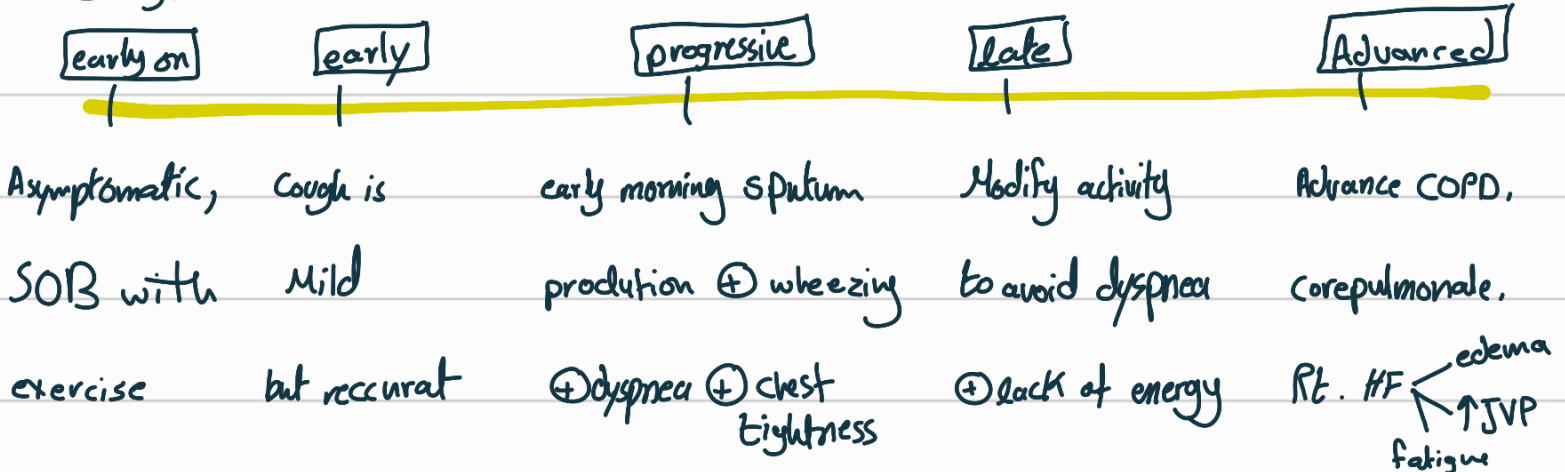 early on early progressive late Advanced
Asymptomatic, Cough is early morning sputum Modify activity Advance COPD.
SOB with Mild prodution ⊕ wheezing to avoid dyspnea corepulmonale.
exercise but reccurat ⊕ dyspnea ⊕ chest ⊕ lack of energy Rt. HF edema
tightness ↑JVP
fatigue